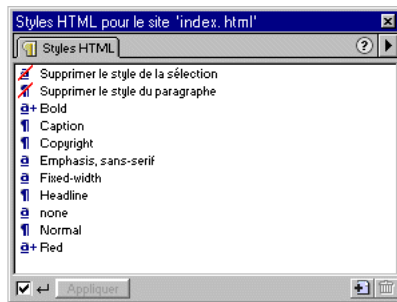 Styles HTML pour le site 'index.html'
Styles HTML
?
a Supprimer le style de la sélection
¶ Supprimer le style du paragraphe
a+ Bold
¶ Caption
¶ Copyright
a Emphasis, sans-serif
a Fixed-width
¶ Headline
a none
¶ Normal
a+ Red
Appliquer